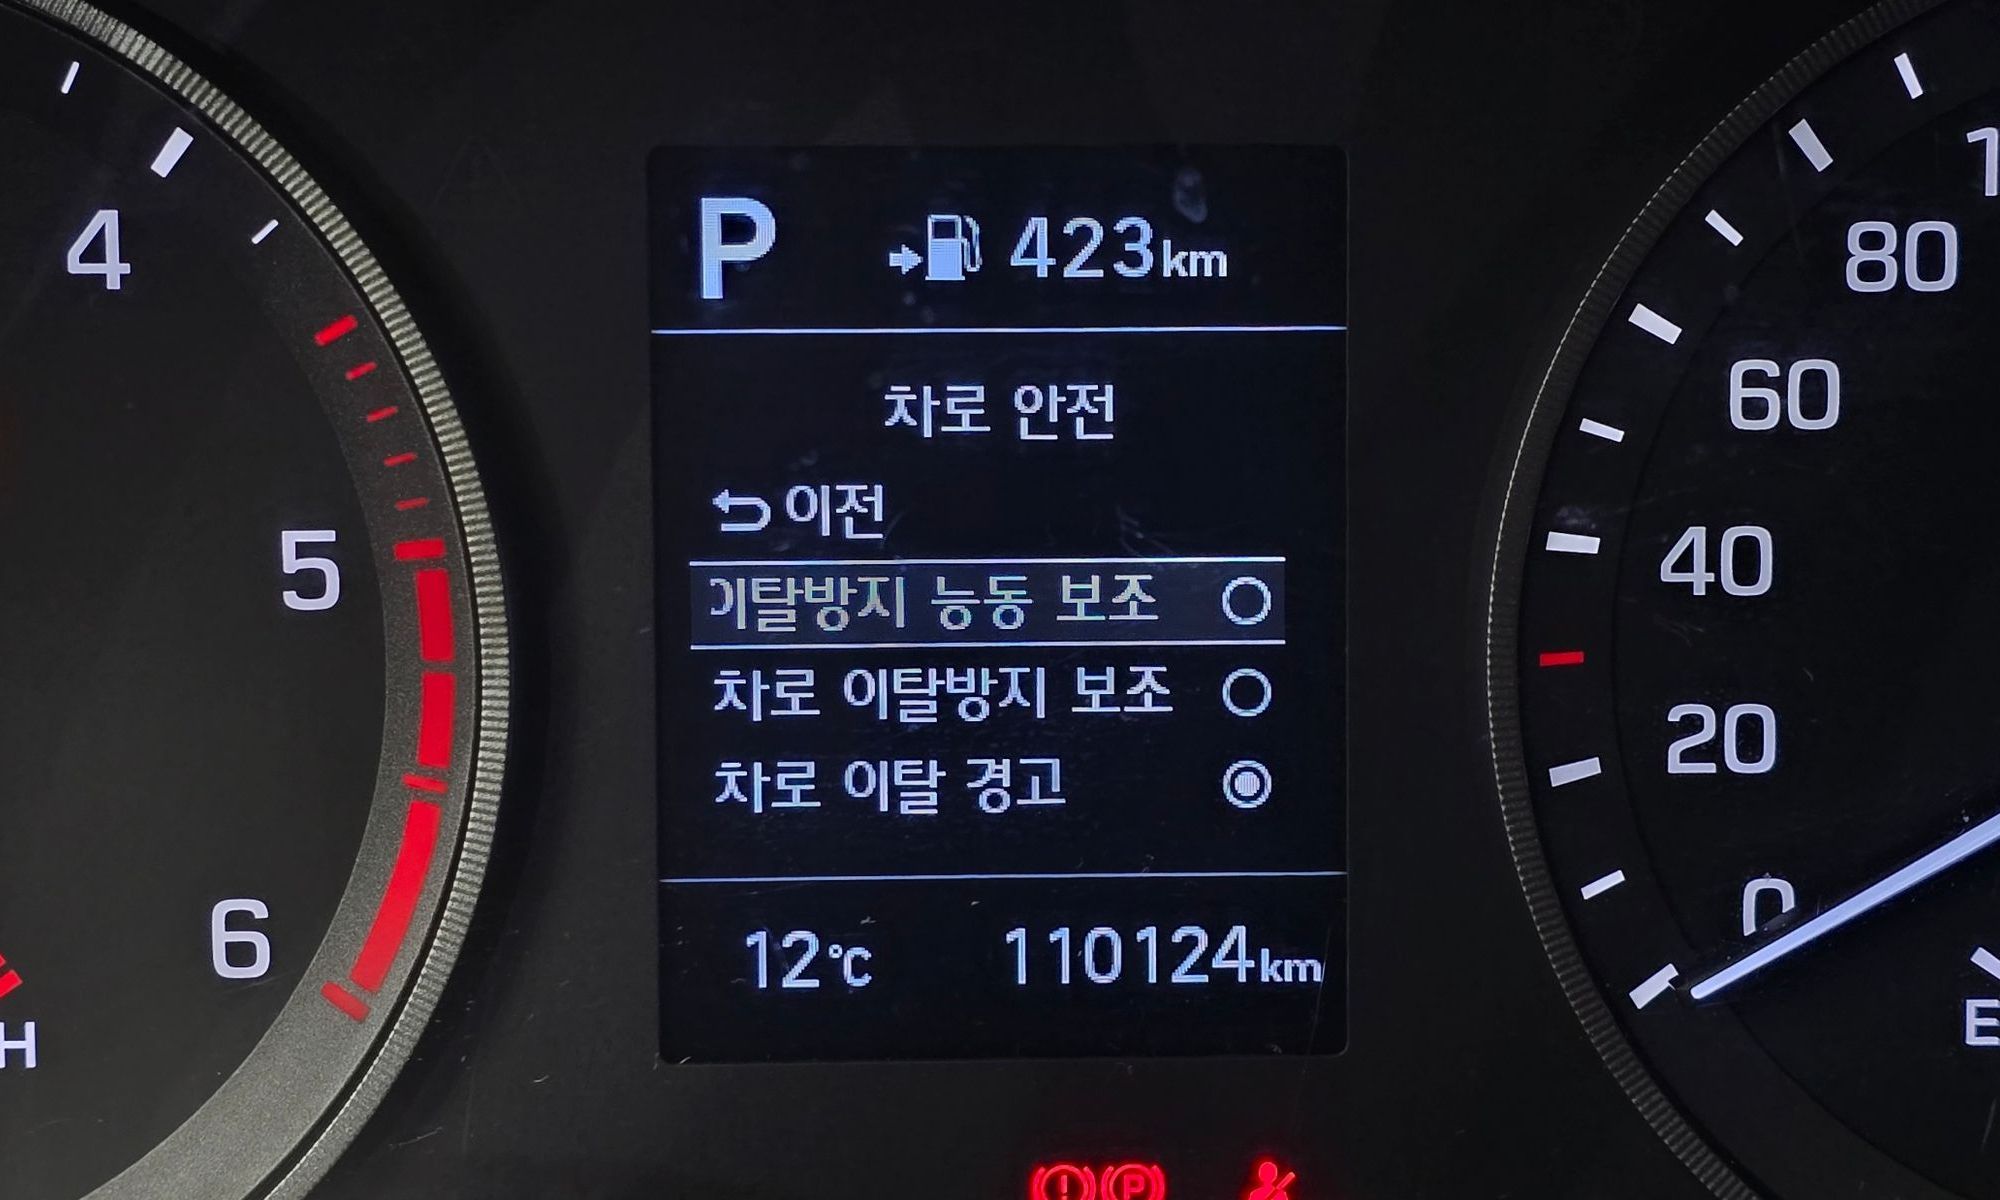 P 423km
차로 안전
이전
이탈방지 능동 보조
차로 이탈방지 보조
차로 이탈 경고
12℃ 110124km
4
5
6
H
80
60
40
20
0
E
P